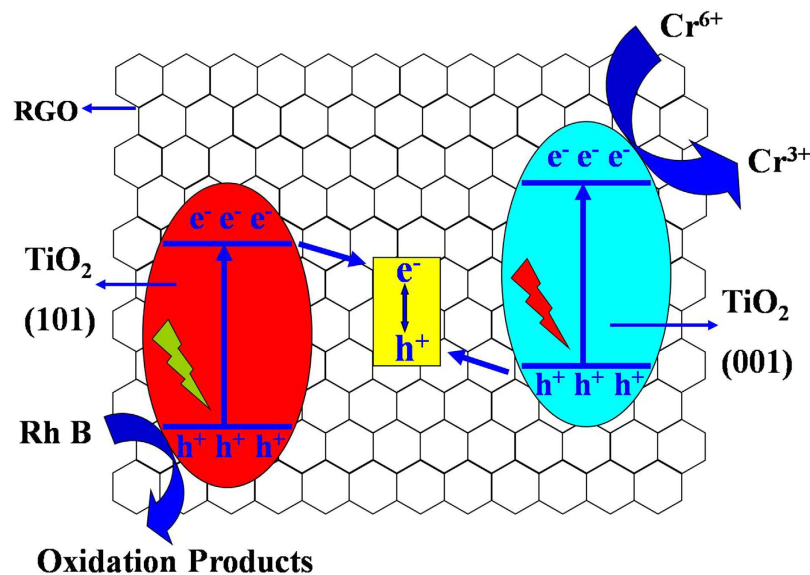 Cr⁶⁺
RGO
e⁻ e⁻ e⁻
Cr³⁺
e⁻ e⁻ e⁻
TiO₂
(101)
e⁻
h⁺
TiO₂
(001)
h⁺ h⁺ h⁺
Rh B
h⁺ h⁺ h⁺
Oxidation Products